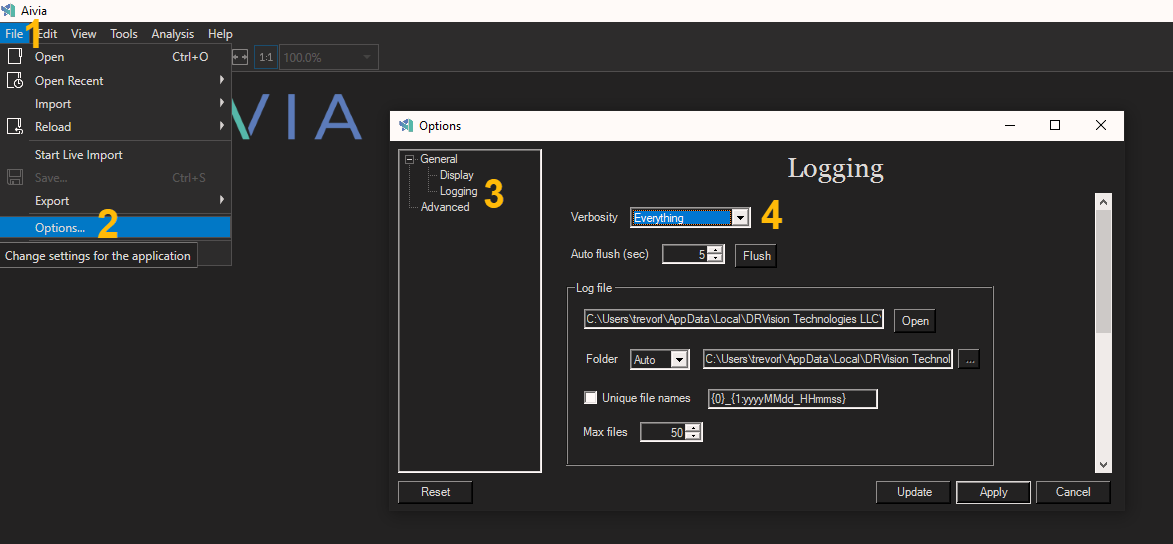 Aivia
File Edit View Tools Analysis Help
1
Open Ctrl+O
1:1 100.0%
Open Recent
Import
Reload
Start Live Import
Save... Ctrl+S
Export
Options...
2
Change settings for the application
VIA
Options
General
Display
Logging
3
Advanced
Logging
Verbosity Everything
4
Auto flush (sec) 5 Flush
Log file
C:\Users\trevorl\AppData\Local\DRVision Technologies LLC\ Open
Folder Auto C:\Users\trevorl\AppData\Local\DRVision Technol ...
Unique file names {0}_{1:yyyyMMdd_HHmmss}
Max files 50
Reset Update Apply Cancel